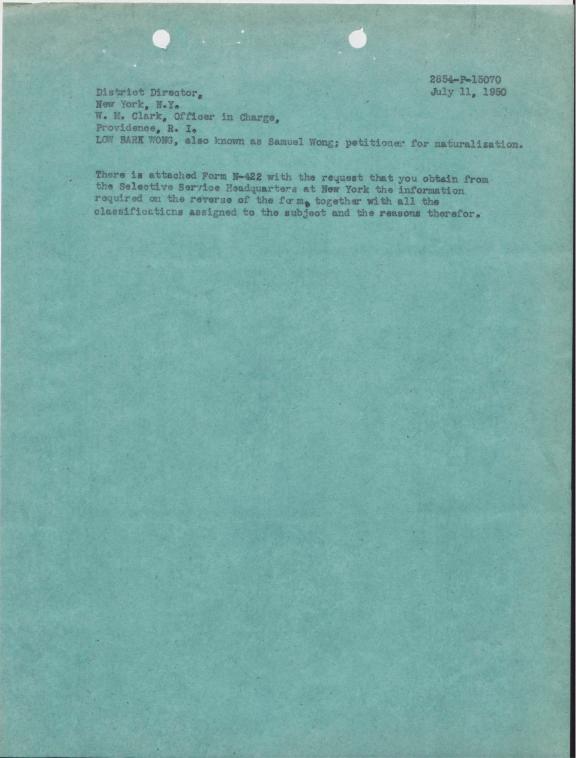 2854-P-15070
District Director,
July 11, 1950
New York, N.Y.
W. M. Clark, Officer in Charge,
Providence, R. I.
LOW BARK WONG, also known as Samuel Wong; petitioner for naturalization.
There is attached Form N-422 with the request that you obtain from
the Selective Service Headquarters at New York the information
required on the reverse of the form, together with all the
classifications assigned to the subject and the reasons therefor.